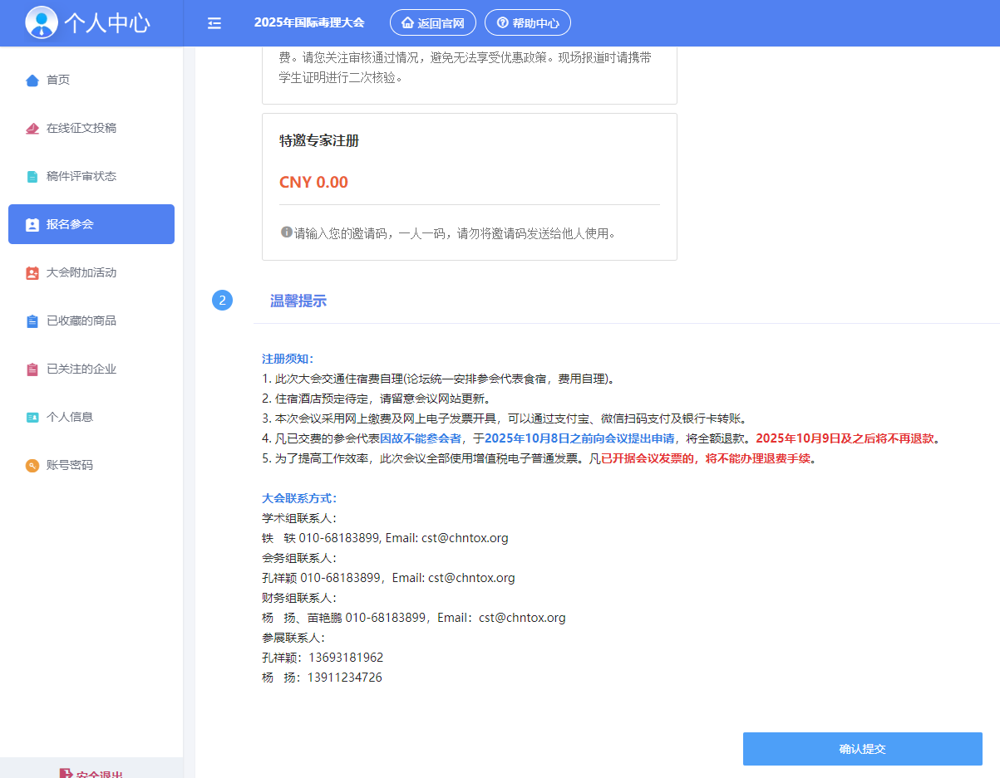 个人中心
2025年国际毒理大会
返回官网
帮助中心
首页
在线征文投稿
稿件评审状态
报名参会
大会附加活动
已收藏的商品
已关注的企业
个人信息
账号密码
安全退出
费。请您关注审核通过情况，避免无法享受优惠政策。现场报道时请携带
学生证明进行二次核验。
特邀专家注册
CNY 0.00
请输入您的邀请码，一人一码，请勿将邀请码发送给他人使用。
2
温馨提示
注册须知：
1. 此次大会交通住宿费自理(论坛统一安排参会代表食宿，费用自理)。
2. 住宿酒店预定待定，请留意会议网站更新。
3. 本次会议采用网上缴费及网上电子发票开具，可以通过支付宝、微信扫码支付及银行卡转账。
4. 凡已交费的参会代表因故不能参会者，于2025年10月8日之前向会议提出申请，将全额退款。2025年10月9日及之后将不再退款。
5. 为了提高工作效率，此次会议全部使用增值税电子普通发票。凡已开据会议发票的，将不能办理退费手续。
大会联系方式：
学术组联系人：
铁 轶 010-68183899, Email: cst@chntox.org
会务组联系人：
孔祥颖 010-68183899，Email: cst@chntox.org
财务组联系人：
杨 扬、苗艳鹏 010-68183899，Email：cst@chntox.org
参展联系人：
孔祥颖：13693181962
杨 扬：13911234726
确认提交